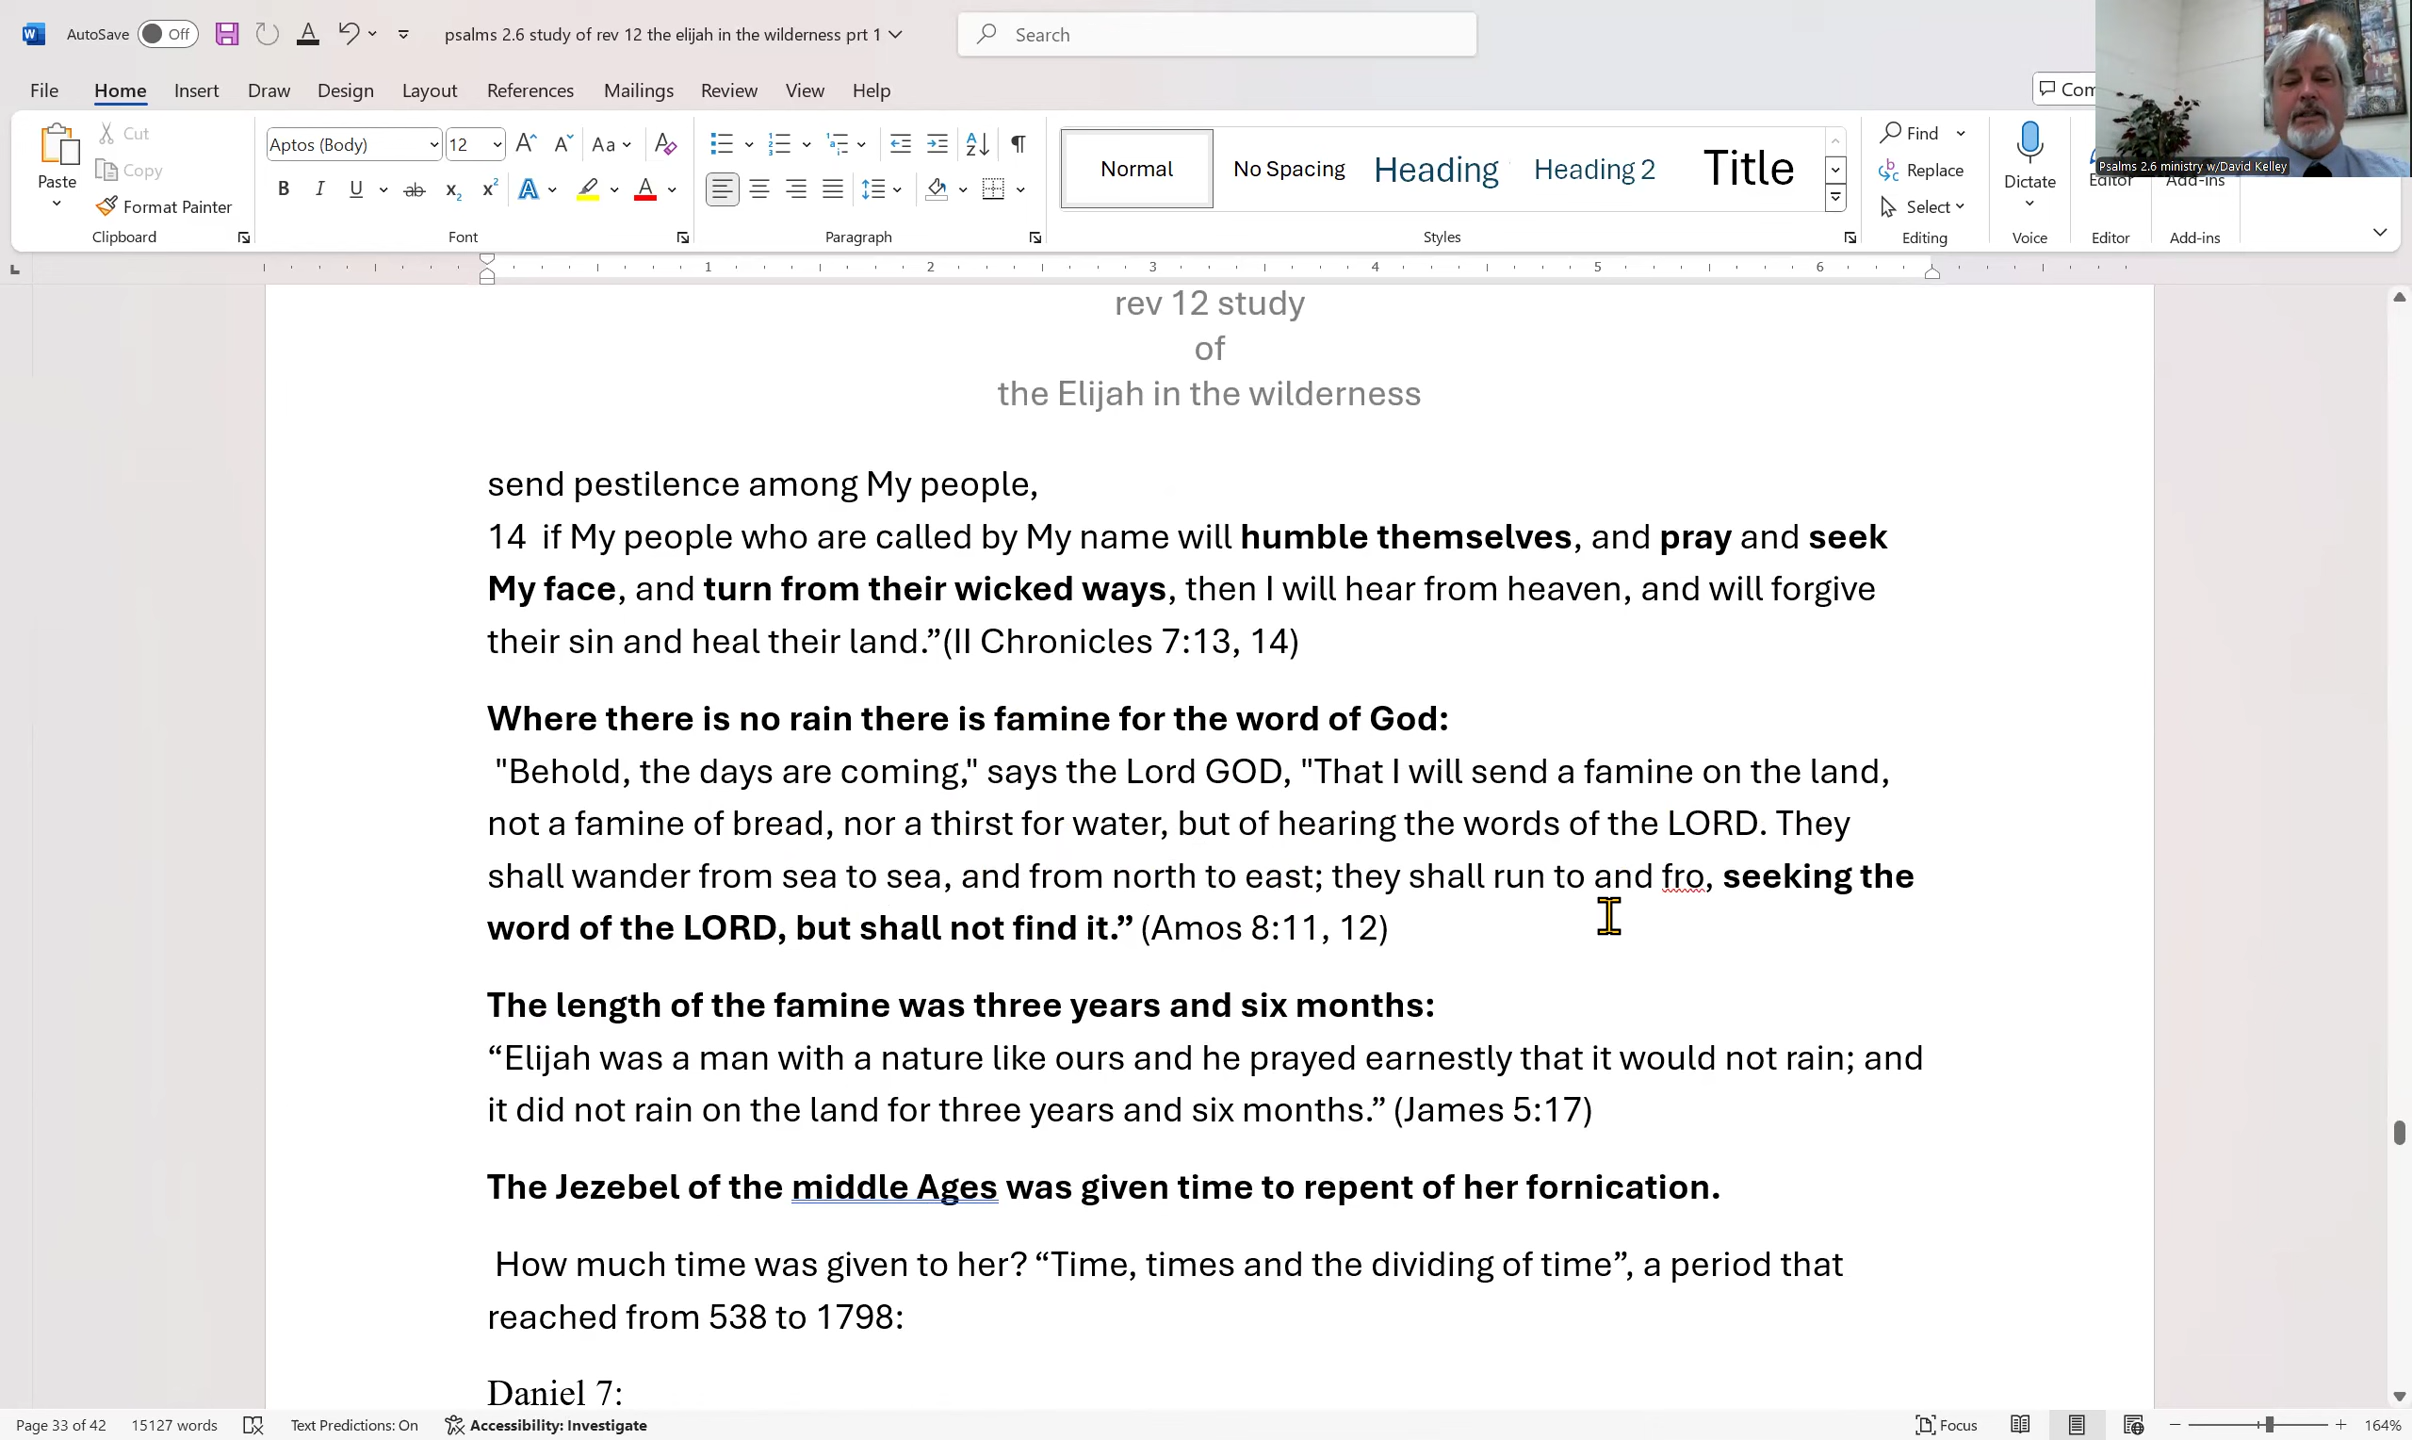 AutoSave Off psalms 2.6 study of rev 12 the elijah in the wilderness prt 1 Search
File Home Insert Draw Design Layout References Mailings Review View Help
Paste Cut Copy Format Painter Clipboard
Aptos (Body) 12 Font
Paragraph
Normal No Spacing Heading Heading 2 Title Styles
Find Replace Select Editing
Dictate Voice
Editor Editor
Add-ins Add-ins
Psalms 2.6 ministry w/David Kelley
1 2 3 4 5 6
rev 12 study
of
the Elijah in the wilderness
send pestilence among My people,
14 if My people who are called by My name will humble themselves, and pray and seek
My face, and turn from their wicked ways, then I will hear from heaven, and will forgive
their sin and heal their land.”(II Chronicles 7:13, 14)
Where there is no rain there is famine for the word of God:
"Behold, the days are coming," says the Lord GOD, "That I will send a famine on the land,
not a famine of bread, nor a thirst for water, but of hearing the words of the LORD. They
shall wander from sea to sea, and from north to east; they shall run to and fro, seeking the
word of the LORD, but shall not find it.” (Amos 8:11, 12)
The length of the famine was three years and six months:
“Elijah was a man with a nature like ours and he prayed earnestly that it would not rain; and
it did not rain on the land for three years and six months.” (James 5:17)
The Jezebel of the middle Ages was given time to repent of her fornication.
How much time was given to her? “Time, times and the dividing of time”, a period that
reached from 538 to 1798:
Daniel 7:
Page 33 of 42 15127 words Text Predictions: On Accessibility: Investigate Focus 164%